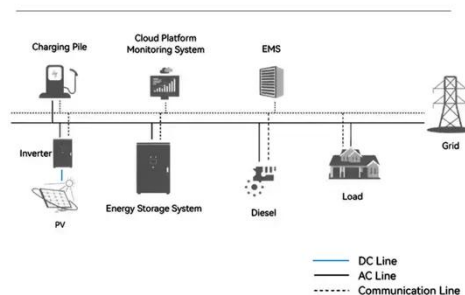 Charging Pile
Cloud Platform
Monitoring System
EMS
Grid
Inverter
PV
Energy Storage System
Diesel
Load
DC Line
AC Line
Communication Line